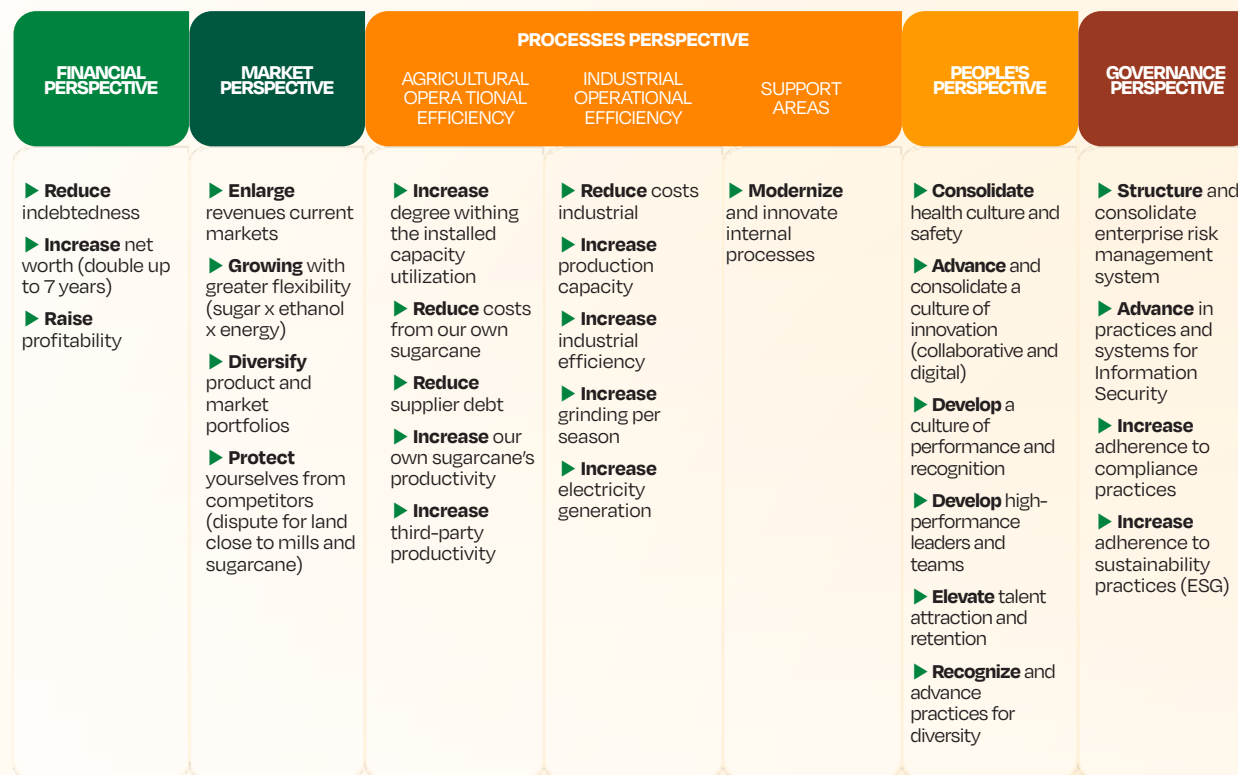 FINANCIAL
PERSPECTIVE
MARKET
PERSPECTIVE
PROCESSES PERSPECTIVE
AGRICULTURAL
OPERA TIONAL
EFFICIENCY
INDUSTRIAL
OPERATIONAL
EFFICIENCY
SUPPORT
AREAS
PEOPLE'S
PERSPECTIVE
GOVERNANCE
PERSPECTIVE
▶ Reduce
indebtedness
▶ Increase net
worth (double up
to 7 years)
▶ Raise
profitability
▶ Enlarge
revenues current
markets
▶ Growing with
greater flexibility
(sugar x ethanol
x energy)
▶ Diversify
product and
market
portfolios
▶ Protect
yourselves from
competitors
(dispute for land
close to mills and
sugarcane)
▶ Increase
degree withing
the installed
capacity
utilization
▶ Reduce costs
from our own
sugarcane
▶ Reduce
supplier debt
▶ Increase our
own sugarcane's
productivity
▶ Increase
third-party
productivity
▶ Reduce costs
industrial
▶ Increase
production
capacity
▶ Increase
industrial
efficiency
▶ Increase
grinding per
season
▶ Increase
electricity
generation
▶ Modernize
and innovate
internal
processes
▶ Consolidate
health culture and
safety
▶ Advance and
consolidate a
culture of
innovation
(collaborative and
digital)
▶ Develop a
culture of
performance and
recognition
▶ Develop high-
performance
leaders and
teams
▶ Elevate talent
attraction and
retention
▶ Recognize and
advance
practices for
diversity
▶ Structure and
consolidate
enterprise risk
management
system
▶ Advance in
practices and
systems for
Information
Security
▶ Increase
adherence to
compliance
practices
▶ Increase
adherence to
sustainability
practices (ESG)